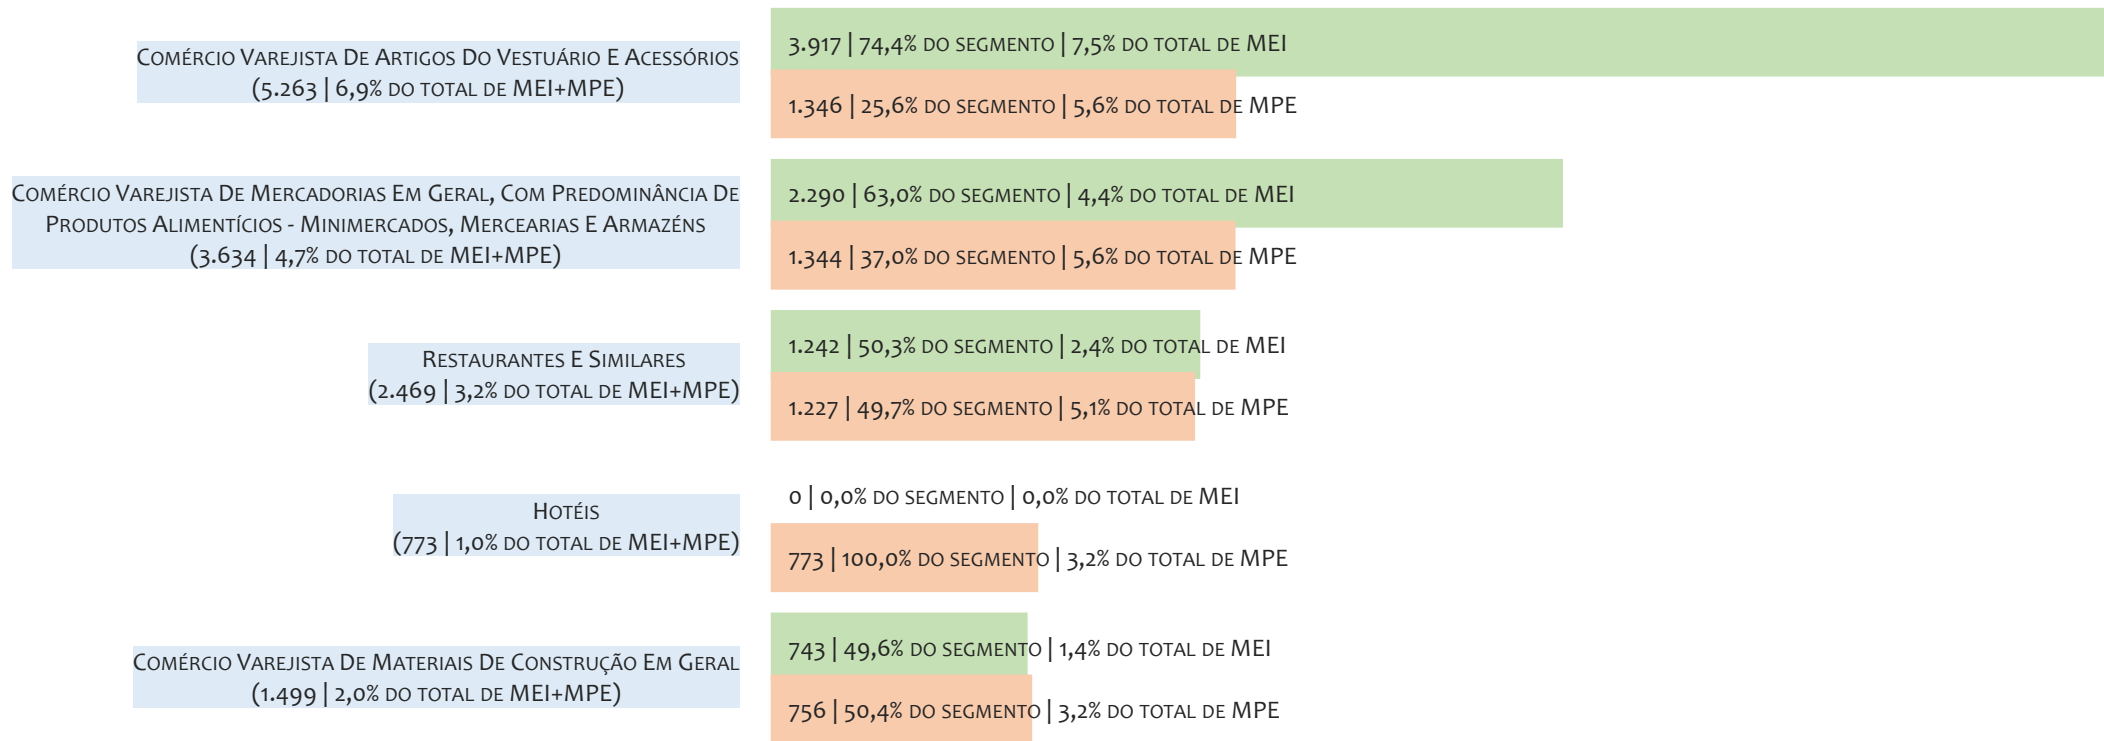 Comércio Varejista De Artigos Do Vestuário E Acessórios
(5.263 | 6,9% do total de MEI+MPE)
3.917 | 74,4% do segmento | 7,5% do total de MEI
1.346 | 25,6% do segmento | 5,6% do total de MPE
Comércio Varejista De Mercadorias Em Geral, Com Predominância De
Produtos Alimentícios - Minimercados, Mercearias E Armazéns
(3.634 | 4,7% do total de MEI+MPE)
2.290 | 63,0% do segmento | 4,4% do total de MEI
1.344 | 37,0% do segmento | 5,6% do total de MPE
Restaurantes E Similares
(2.469 | 3,2% do total de MEI+MPE)
1.242 | 50,3% do segmento | 2,4% do total de MEI
1.227 | 49,7% do segmento | 5,1% do total de MPE
Hotéis
(773 | 1,0% do total de MEI+MPE)
0 | 0,0% do segmento | 0,0% do total de MEI
773 | 100,0% do segmento | 3,2% do total de MPE
Comércio Varejista De Materiais De Construção Em Geral
(1.499 | 2,0% do total de MEI+MPE)
743 | 49,6% do segmento | 1,4% do total de MEI
756 | 50,4% do segmento | 3,2% do total de MPE